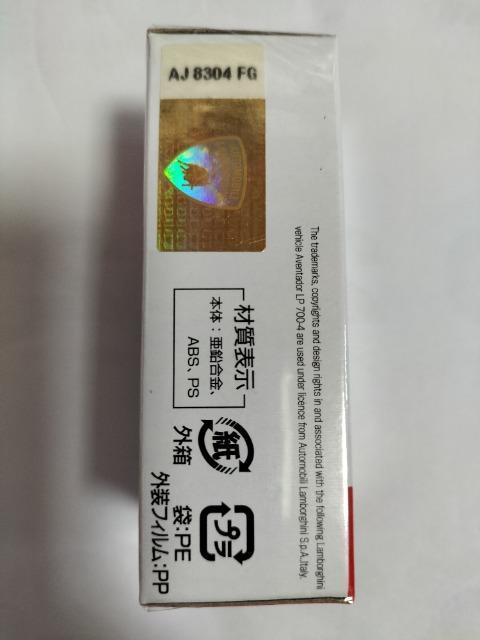 AJ 8304 FG
The trademarks, copyrights and design rights in and associated with the following Lamborghini
vehicle Aventador LP 700-4 are used under licence from Automobili Lamborghini S.p.A.Italy.
材質表示
本体：亜鉛合金、
ABS、PS
紙
外箱
プラ
袋:PE
外装フィルム:PP